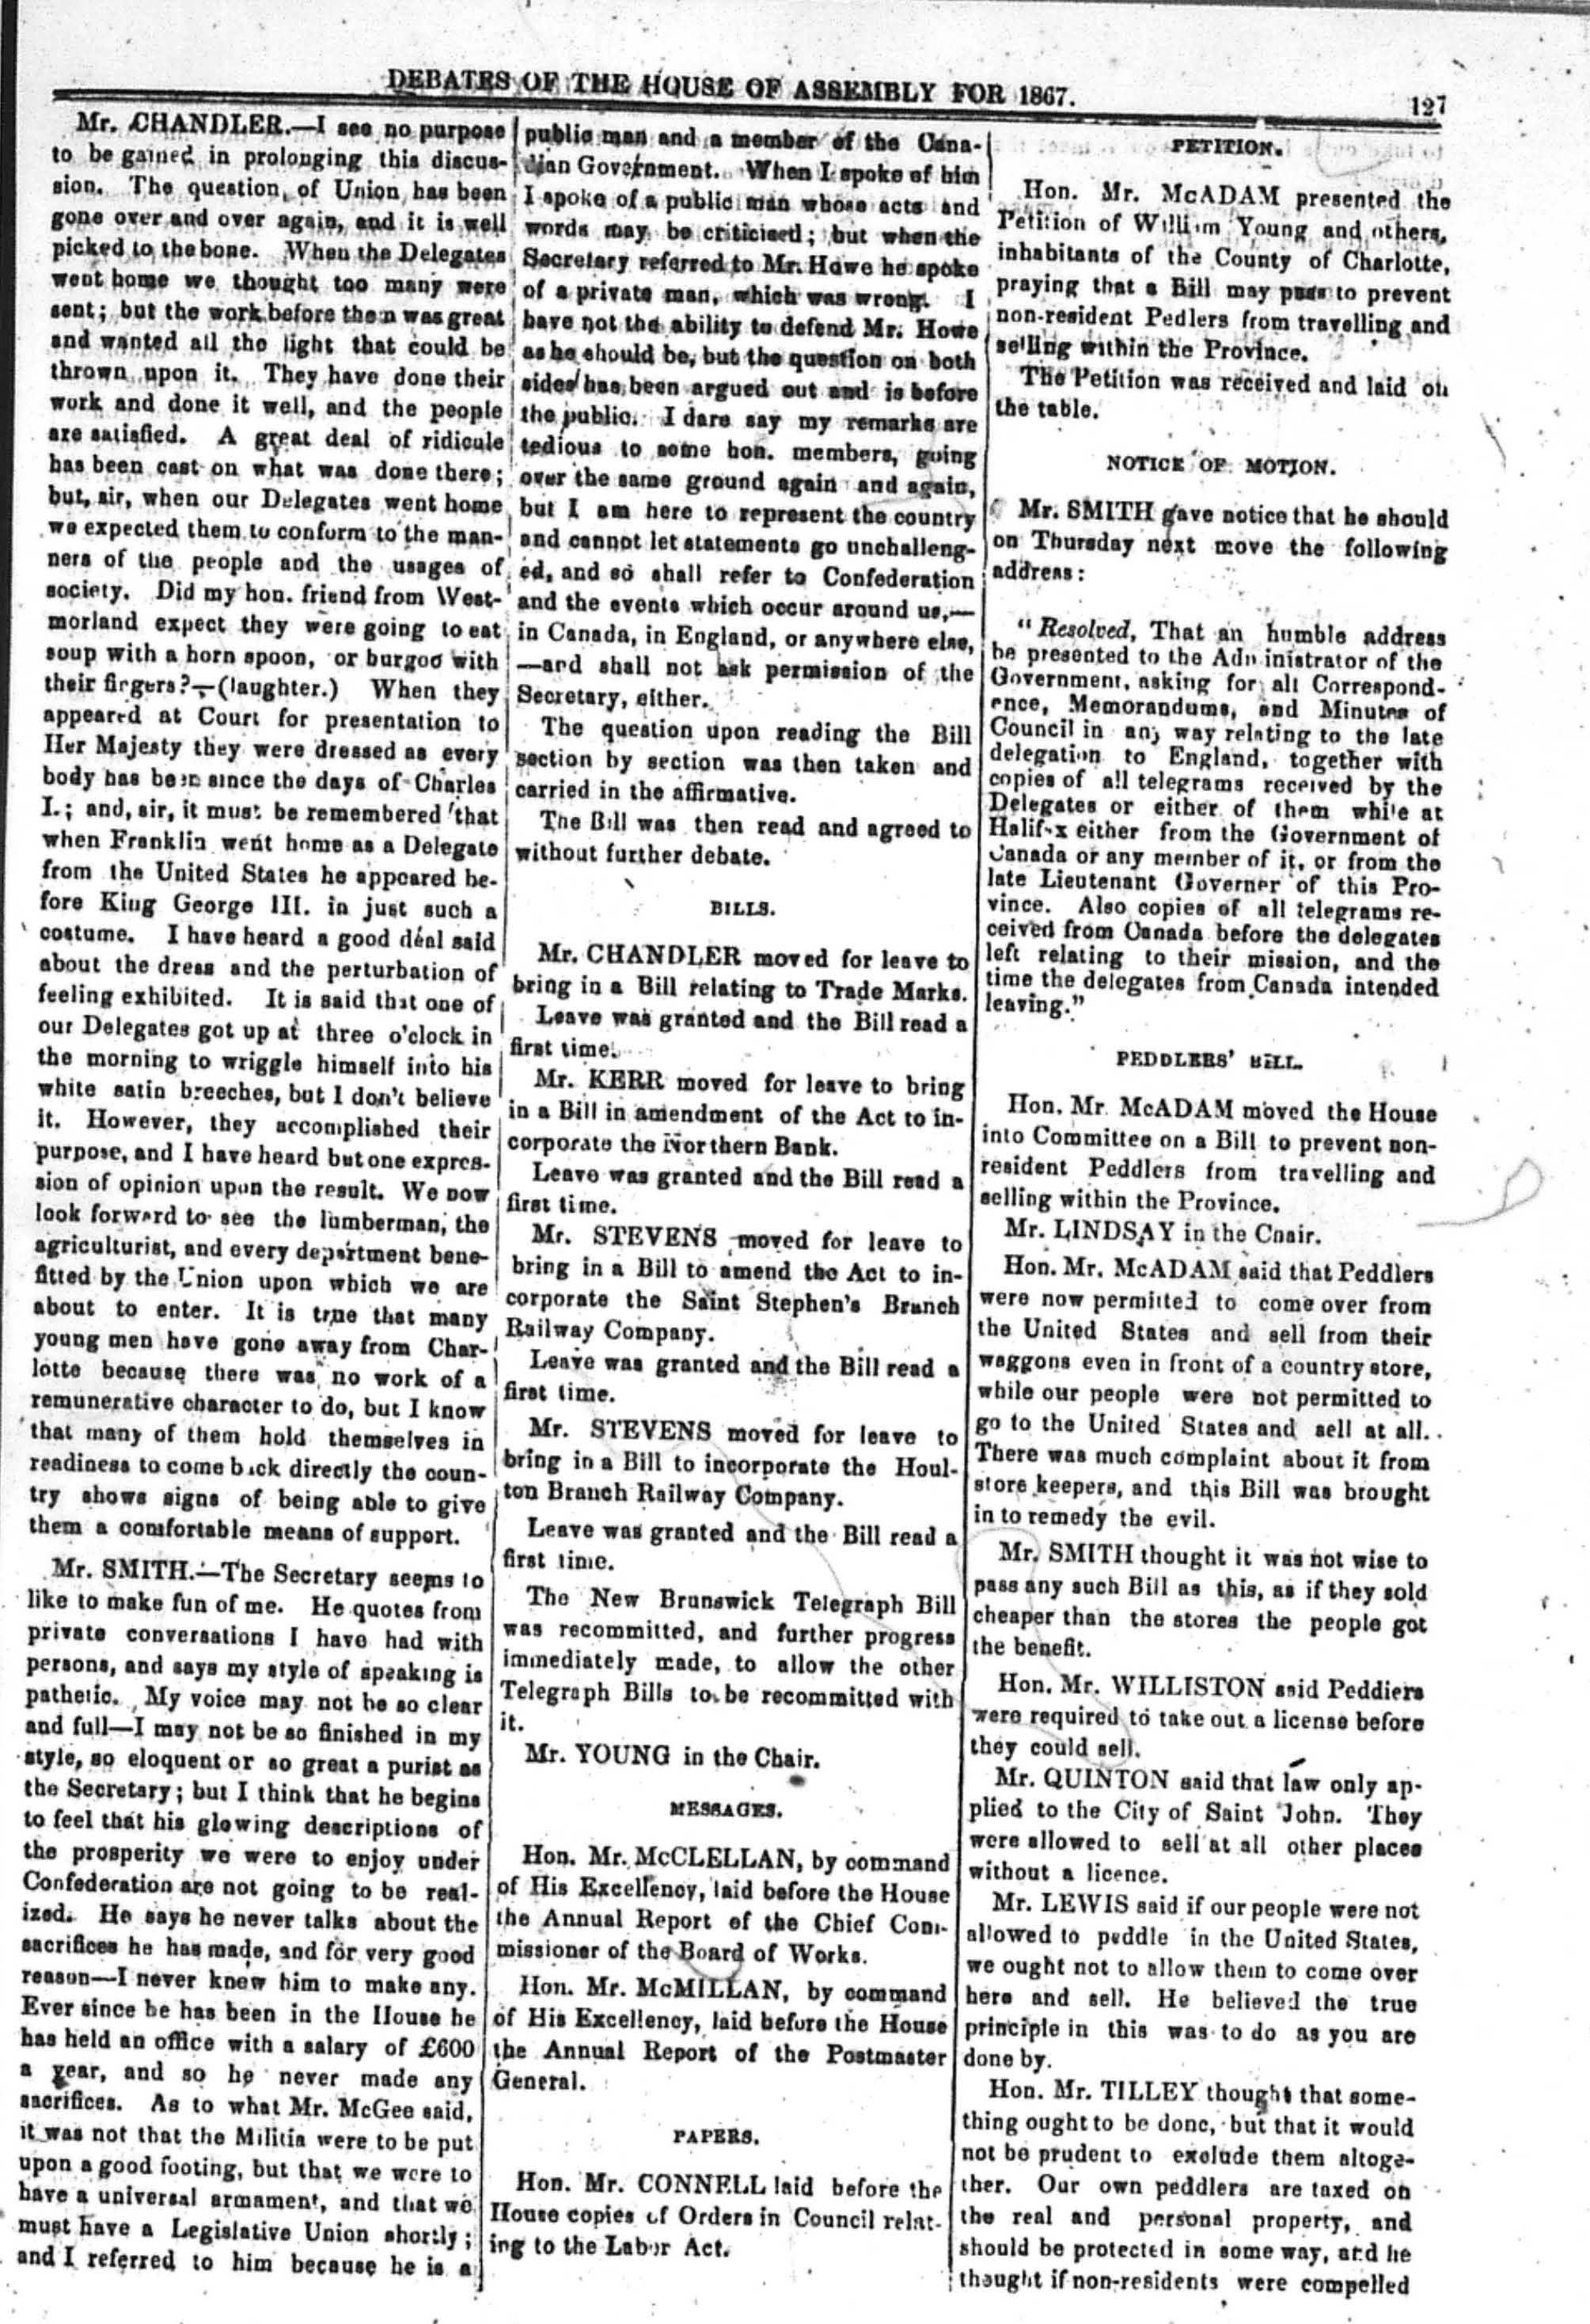 DEBATES OF THE HOUSE OF ASSEMBLY FOR 1867.
127
Mr. CHANDLER.—I see no purpose
to be gained in prolonging this discus-
sion. The question of Union has been
gone over and over again, and it is well
picked to the bone. When the Delegates
went home we thought too many were
sent; but the work before them was great
and wanted all the light that could be
thrown upon it. They have done their
work and done it well, and the people
are satisfied. A great deal of ridicule
has been cast on what was done there;
but, sir, when our Delegates went home
we expected them to conform to the man-
ners of the people and the usages of
society. Did my hon. friend from West-
morland expect they were going to eat
soup with a horn spoon, or burgoo with
their fingers?—(laughter.) When they
appeared at Court for presentation to
Her Majesty they were dressed as every
body has been since the days of Charles
I.; and, sir, it must be remembered that
when Franklin went home as a Delegate
from the United States he appeared be-
fore King George III. in just such a
costume. I have heard a good deal said
about the dress and the perturbation of
feeling exhibited. It is said that one of
our Delegates got up at three o'clock in
the morning to wriggle himself into his
white satin breeches, but I don't believe
it. However, they accomplished their
purpose, and I have heard but one expres-
sion of opinion upon the result. We now
look forward to see the lumberman, the
agriculturist, and every department bene-
fitted by the Union upon which we are
about to enter. It is true that many
young men have gone away from Char-
lotte because there was no work of a
remunerative character to do, but I know
that many of them hold themselves in
readiness to come back directly the coun-
try shows signs of being able to give
them a comfortable means of support.
Mr. SMITH.—The Secretary seems to
like to make fun of me. He quotes from
private conversations I have had with
persons, and says my style of speaking is
pathetic. My voice may not be so clear
and full—I may not be so finished in my
style, so eloquent or so great a purist as
the Secretary; but I think that he begins
to feel that his glowing descriptions of
the prosperity we were to enjoy under
Confederation are not going to be real-
ized. He says he never talks about the
sacrifices he has made, and for very good
reason—I never knew him to make any.
Ever since he has been in the House he
has held an office with a salary of £600
a year, and so he never made any
sacrifices. As to what Mr. McGee said,
it was not that the Militia were to be put
upon a good footing, but that we were to
have a universal armament, and that we
must have a Legislative Union shortly;
and I referred to him because he is a
public man and a member of the Cana-
dian Government. When I spoke of him
I spoke of a public man whose acts and
words may be criticised; but when the
Secretary referred to Mr. Howe he spoke
of a private man, which was wrong. I
have not the ability to defend Mr. Howe
as he should be, but the question on both
sides has been argued out and is before
the public. I dare say my remarks are
tedious to some hon. members, going
over the same ground again and again,
but I am here to represent the country
and cannot let statements go unchalleng-
ed, and so shall refer to Confederation
and the events which occur around us,—
in Canada, in England, or anywhere else,
—and shall not ask permission of the
Secretary, either.
The question upon reading the Bill
section by section was then taken and
carried in the affirmative.
The Bill was then read and agreed to
without further debate.
BILLS.
Mr. CHANDLER moved for leave to
bring in a Bill relating to Trade Marks.
Leave was granted and the Bill read a
first time.
Mr. KERR moved for leave to bring
in a Bill in amendment of the Act to in-
corporate the Northern Bank.
Leave was granted and the Bill read a
first time.
Mr. STEVENS moved for leave to
bring in a Bill to amend the Act to in-
corporate the Saint Stephen's Branch
Railway Company.
Leave was granted and the Bill read a
first time.
Mr. STEVENS moved for leave to
bring in a Bill to incorporate the Houl-
ton Branch Railway Company.
Leave was granted and the Bill read a
first time.
The New Brunswick Telegraph Bill
was recommitted, and further progress
immediately made, to allow the other
Telegraph Bills to be recommitted with
it.
Mr. YOUNG in the Chair.
MESSAGES.
Hon. Mr. McCLELLAN, by command
of His Excellency, laid before the House
the Annual Report of the Chief Com-
missioner of the Board of Works.
Hon. Mr. McMILLAN, by command
of His Excellency, laid before the House
the Annual Report of the Postmaster
General.
PAPERS.
Hon. Mr. CONNELL laid before the
House copies of Orders in Council relat-
ing to the Labor Act.
PETITION.
Hon. Mr. McADAM presented the
Petition of William Young and others,
inhabitants of the County of Charlotte,
praying that a Bill may pass to prevent
non-resident Pedlers from travelling and
selling within the Province.
The Petition was received and laid on
the table.
NOTICE OF MOTION.
Mr. SMITH gave notice that he should
on Thursday next move the following
address:
"Resolved, That an humble address
be presented to the Administrator of the
Government, asking for all Correspond-
ence, Memorandums, and Minutes of
Council in any way relating to the late
delegation to England, together with
copies of all telegrams received by the
Delegates or either of them while at
Halifax either from the Government of
Canada or any member of it, or from the
late Lieutenant Governer of this Pro-
vince. Also copies of all telegrams re-
ceived from Canada before the delegates
left relating to their mission, and the
time the delegates from Canada intended
leaving."
PEDDLERS' BILL.
Hon. Mr. McADAM moved the House
into Committee on a Bill to prevent non-
resident Peddlers from travelling and
selling within the Province.
Mr. LINDSAY in the Chair.
Hon. Mr. McADAM said that Peddlers
were now permitted to come over from
the United States and sell from their
waggons even in front of a country store,
while our people were not permitted to
go to the United States and sell at all.
There was much complaint about it from
store keepers, and this Bill was brought
in to remedy the evil.
Mr. SMITH thought it was not wise to
pass any such Bill as this, as if they sold
cheaper than the stores the people got
the benefit.
Hon. Mr. WILLISTON said Peddlers
were required to take out a license before
they could sell.
Mr. QUINTON said that law only ap-
plied to the City of Saint John. They
were allowed to sell at all other places
without a licence.
Mr. LEWIS said if our people were not
allowed to peddle in the United States,
we ought not to allow them to come over
here and sell. He believed the true
principle in this was to do as you are
done by.
Hon. Mr. TILLEY thought that some-
thing ought to be done, but that it would
not be prudent to exclude them altoge-
ther. Our own peddlers are taxed on
the real and personal property, and
should be protected in some way, and he
thought if non-residents were compelled